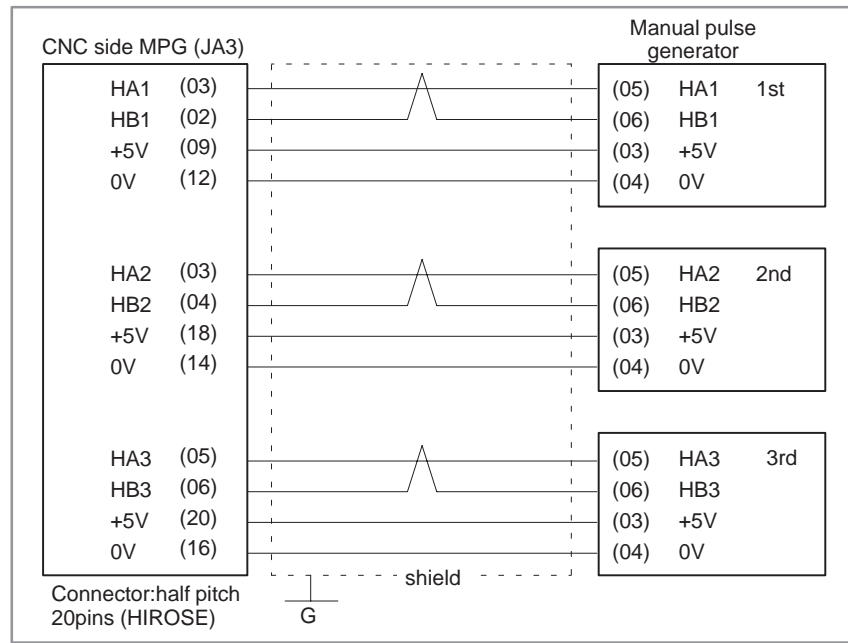 CNC side MPG (JA3)
Manual pulse
generator
HA1 (03) (05) HA1 1st
HB1 (02) (06) HB1
+5V (09) (03) +5V
0V (12) (04) 0V
HA2 (03) (05) HA2 2nd
HB2 (04) (06) HB2
+5V (18) (03) +5V
0V (14) (04) 0V
HA3 (05) (05) HA3 3rd
HB3 (06) (06) HB3
+5V (20) (03) +5V
0V (16) (04) 0V
shield
Connector:half pitch
20pins (HIROSE)
G